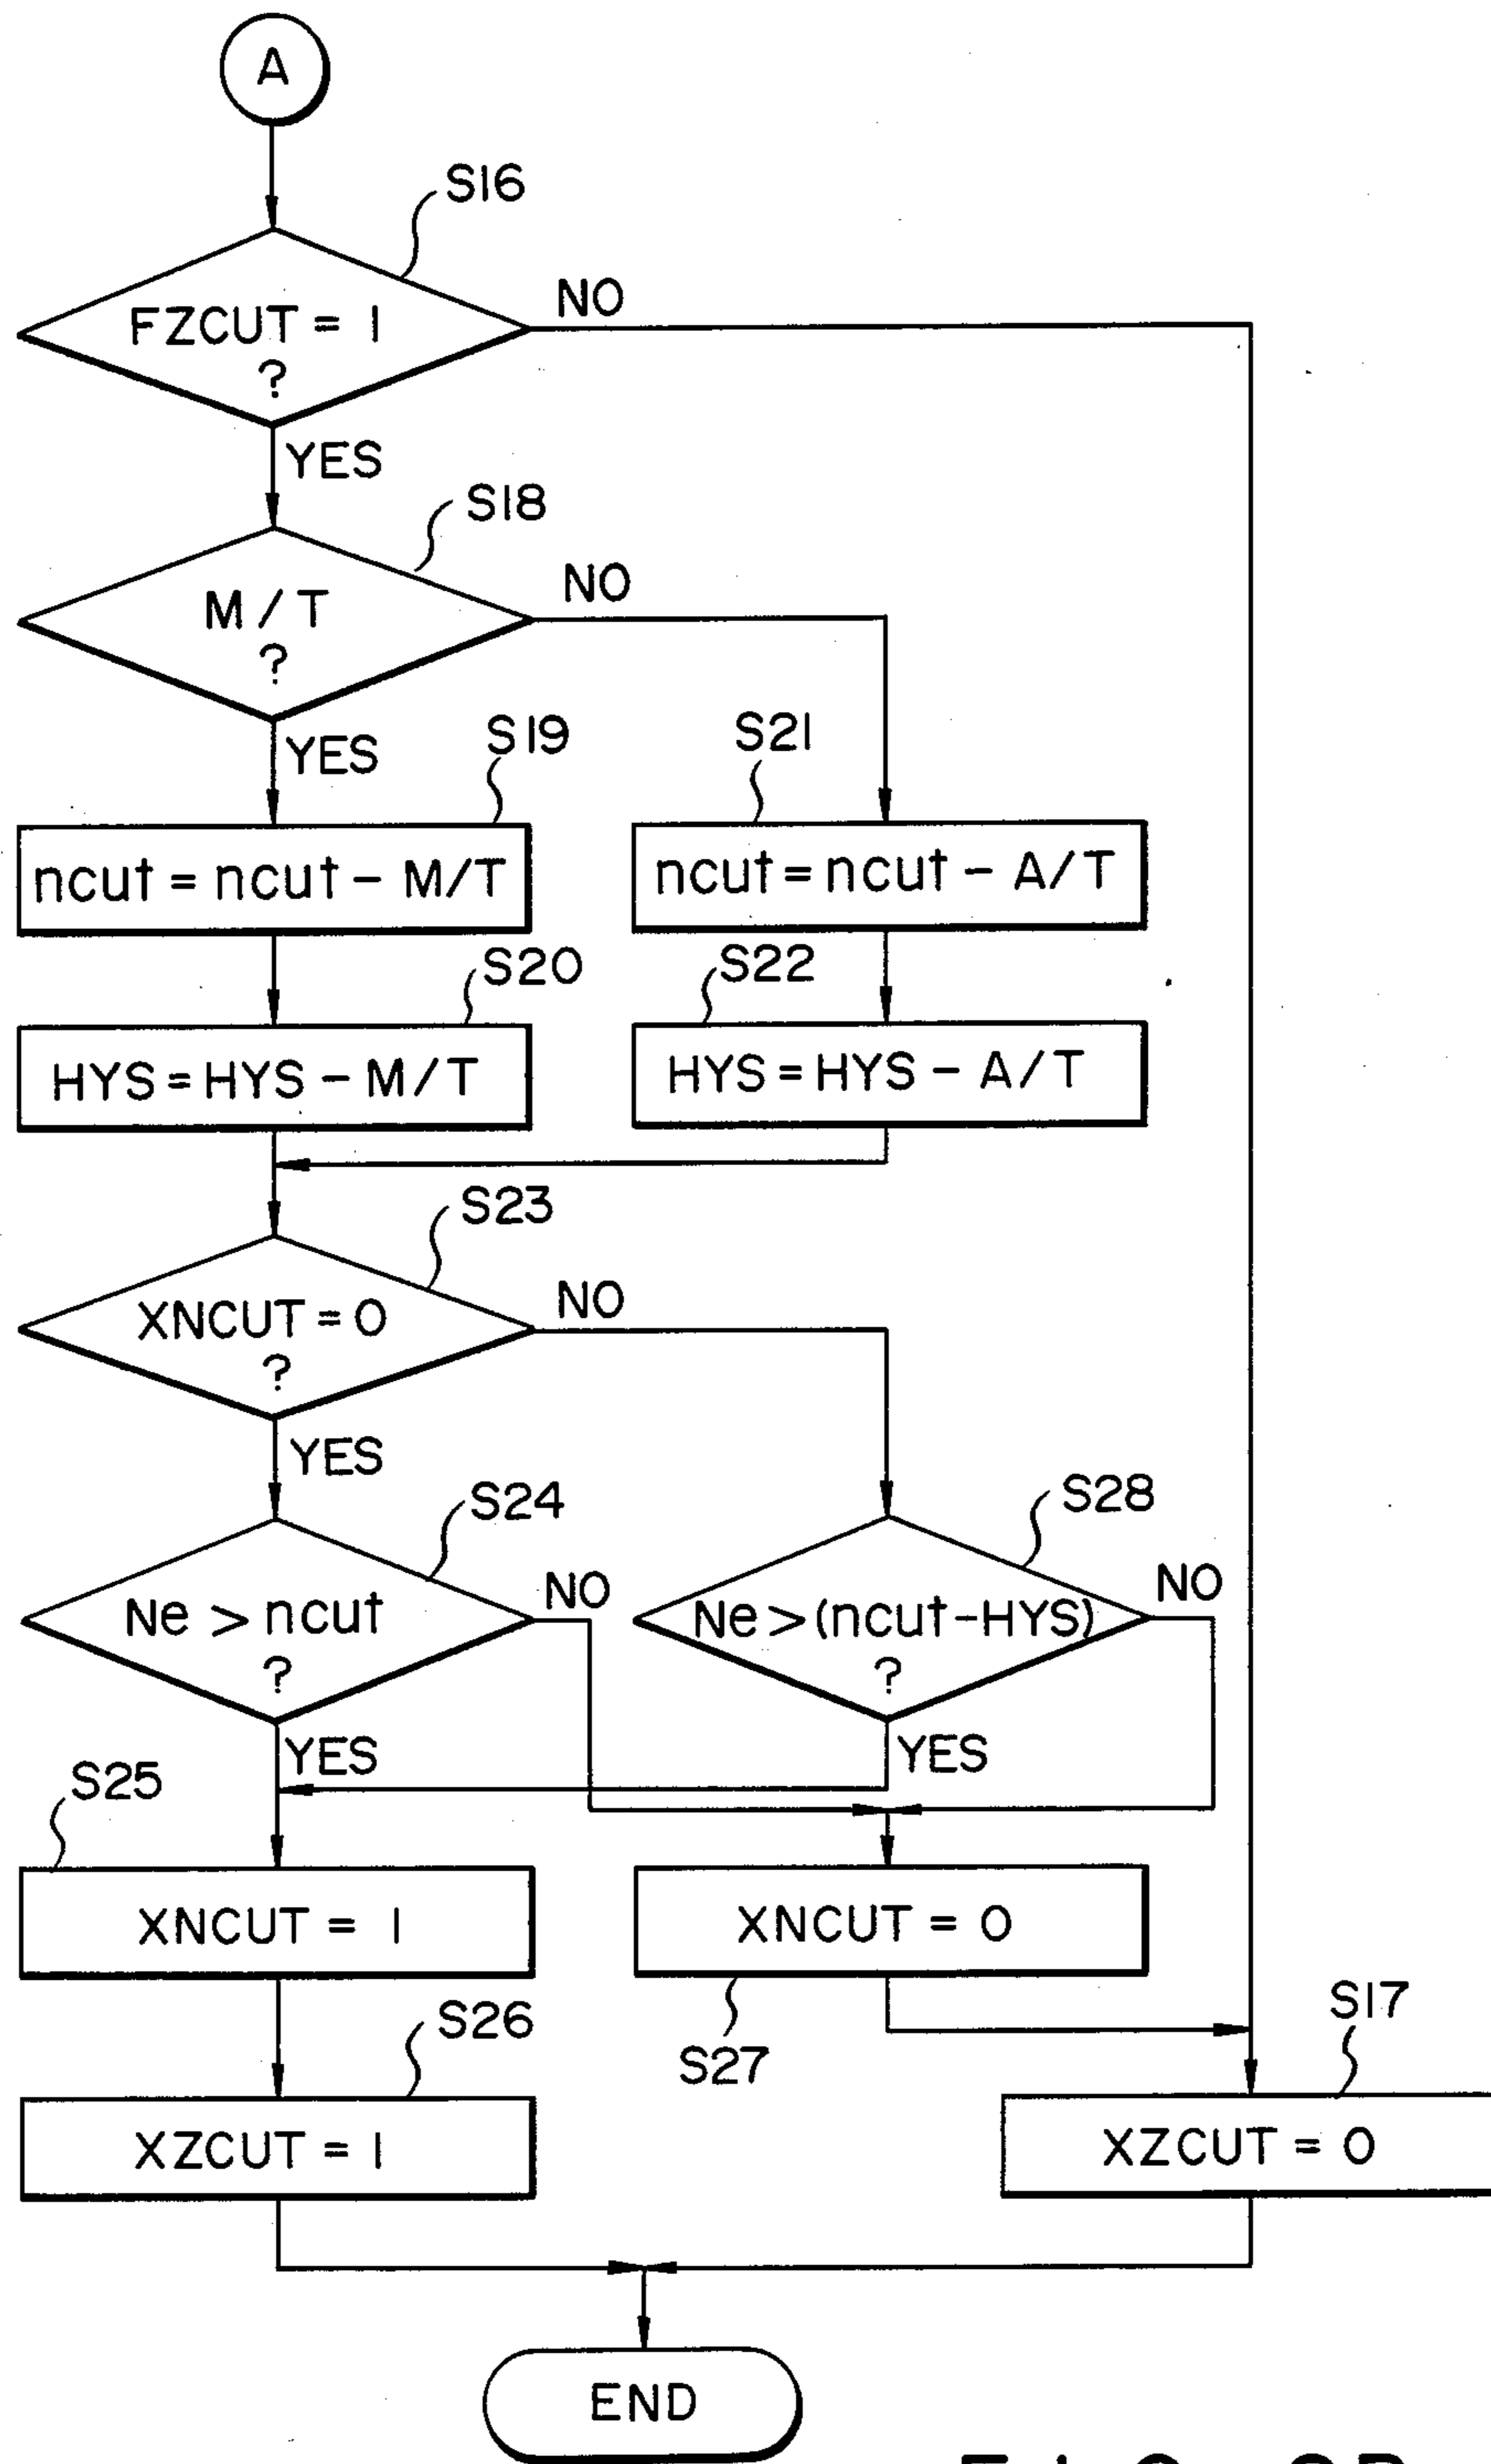 A
S16
FZCUT = 1
?
NO
YES
S18
M/T
?
NO
YES
S19
ncut = ncut - M/T
S21
ncut = ncut - A/T
S20
HYS = HYS - M/T
S22
HYS = HYS - A/T
S23
XNCUT = 0
?
NO
YES
S24
Ne > ncut
?
NO
YES
S28
Ne > (ncut-HYS)
?
NO
YES
S25
XNCUT = 1
XNCUT = 0
S27
S26
XZCUT = 1
S17
XZCUT = 0
END